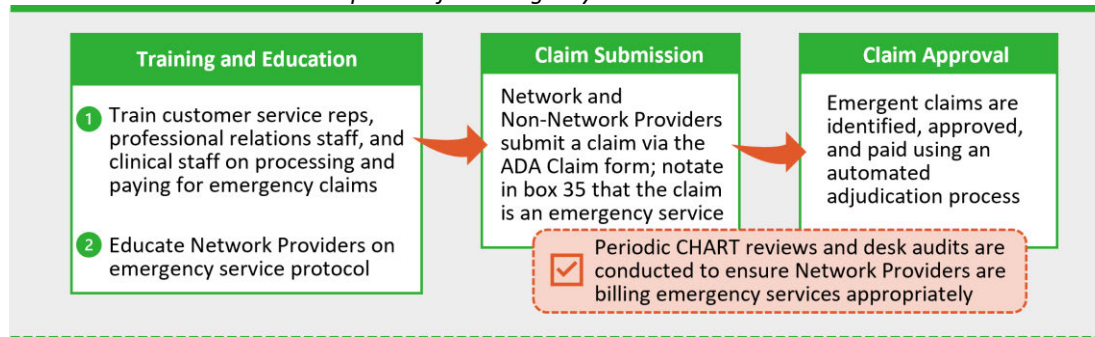 Training and Education
1 Train customer service reps,
professional relations staff, and
clinical staff on processing and
paying for emergency claims
2 Educate Network Providers on
emergency service protocol
Claim Submission
Network and
Non-Network Providers
submit a claim via the
ADA Claim form; notate
in box 35 that the claim
is an emergency service
Claim Approval
Emergent claims are
identified, approved,
and paid using an
automated
adjudication process
Periodic CHART reviews and desk audits are
conducted to ensure Network Providers are
billing emergency services appropriately